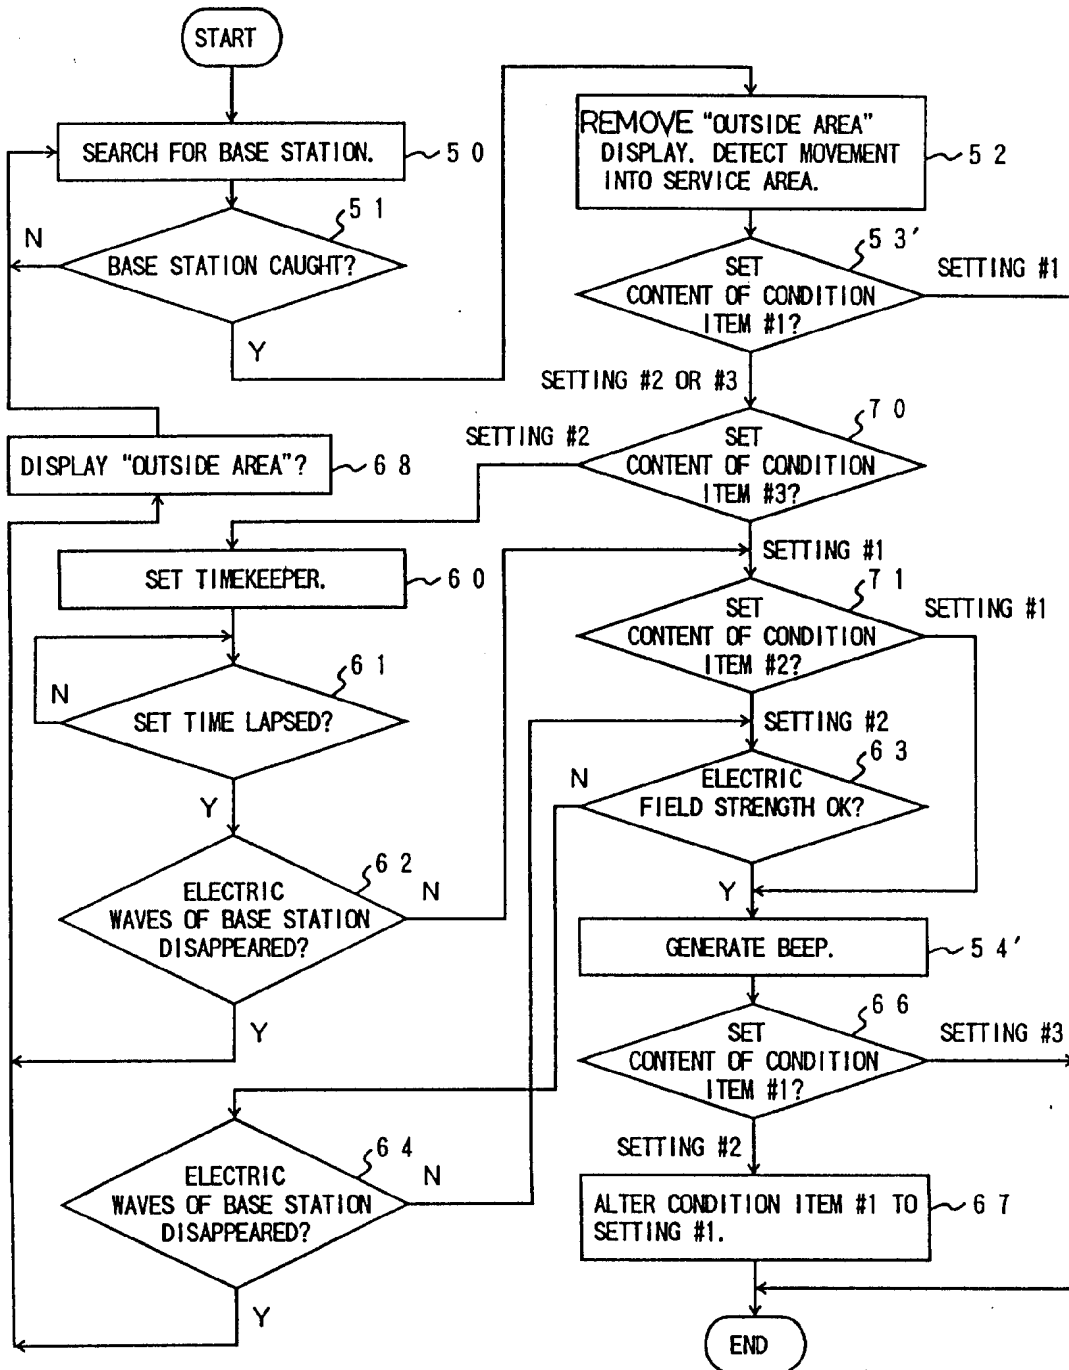 START
SEARCH FOR BASE STATION.
50
51
N
BASE STATION CAUGHT?
Y
REMOVE "OUTSIDE AREA"
DISPLAY. DETECT MOVEMENT
INTO SERVICE AREA.
52
53'
SET
CONTENT OF CONDITION
ITEM #1?
SETTING #1
SETTING #2 OR #3
70
SET
CONTENT OF CONDITION
ITEM #3?
SETTING #2
DISPLAY "OUTSIDE AREA"?
68
SET TIMEKEEPER.
60
SETTING #1
71
SET
CONTENT OF CONDITION
ITEM #2?
SETTING #1
61
N
SET TIME LAPSED?
Y
SETTING #2
63
N
ELECTRIC
FIELD STRENGTH OK?
Y
62
ELECTRIC
WAVES OF BASE STATION
DISAPPEARED?
N
Y
GENERATE BEEP.
54'
66
SET
CONTENT OF CONDITION
ITEM #1?
SETTING #3
SETTING #2
64
ELECTRIC
WAVES OF BASE STATION
DISAPPEARED?
N
Y
ALTER CONDITION ITEM #1 TO
SETTING #1.
67
END